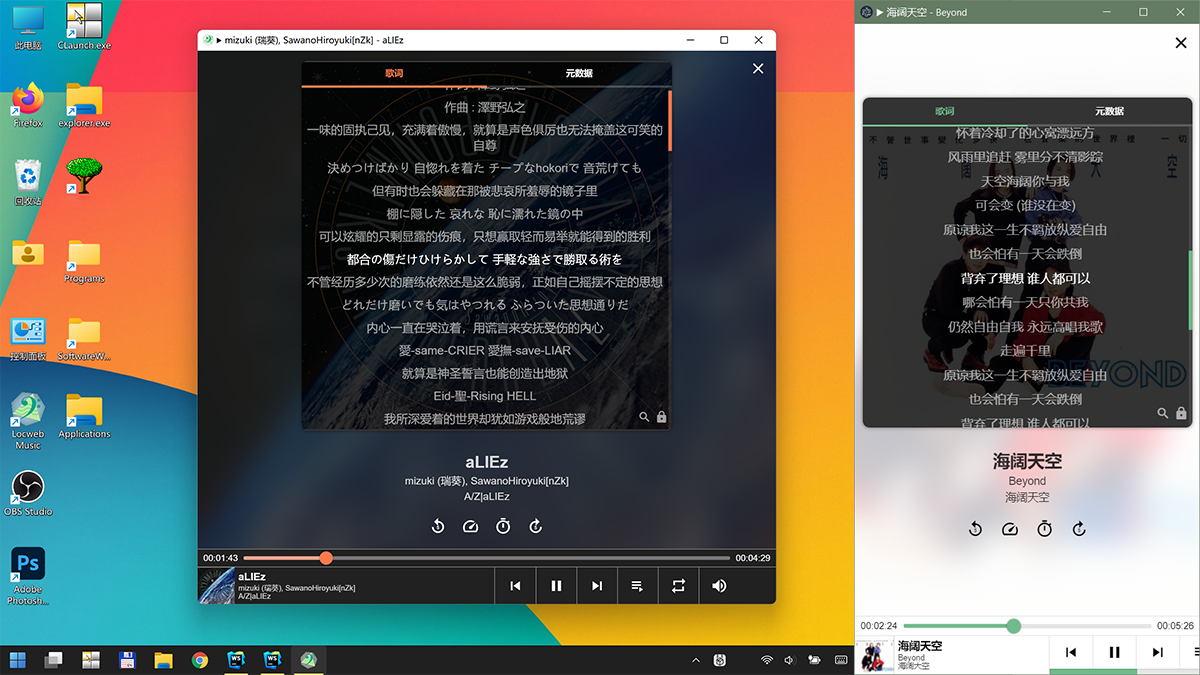 此电脑
CLaunch.exe
Firefox
explorer.exe
回收站
Programs
控制面板
SoftwareW...
Locweb
Music
Applications
OBS Studio
Ps
Adobe
Photosh...
mizuki (瑞葵), SawanoHiroyuki[nZk] - aLIEz
歌词
元数据
作曲 : 澤野弘之
一味的固执己见，充满着傲慢，就算是声色俱厉也无法掩盖这可笑的
自尊
決めつけばかり 自惚れを着た チープなhokoriで 音荒げても
但有时也会躲藏在那被悲哀所羞辱的镜子里
棚に隠した 哀れな 恥に濡れた鏡の中
可以炫耀的只剩显露的伤痕，只想赢取轻而易举就能得到的胜利
都合の傷だけひけらかして 手軽な強さで勝取る術を
不管经历多少次的磨练依然还是这么脆弱，正如自己摇摆不定的思想
どれだけ磨いでも気はやつれる ふらついた思想通りだ
内心一直在哭泣着，用谎言来安抚受伤的内心
愛-same-CRIER 愛撫-save-LIAR
就算是神圣誓言也能创造出地狱
Eid-聖-Rising HELL
我所深爱着的世界却犹如游戏般地荒谬
aLIEz
mizuki (瑞葵), SawanoHiroyuki[nZk]
A/Z|aLIEz
00:01:43
00:04:29
aLIEz
mizuki (瑞葵), SawanoHiroyuki[nZk]
A/Z|aLIEz
海阔天空 - Beyond
歌词
元数据
怀着冷却了的心窝漂远方
风雨里追赶 雾里分不清影踪
天空海阔你与我
可会变 (谁没在变)
原谅我这一生不羁放纵爱自由
也会怕有一天会跌倒
背弃了理想 谁人都可以
哪会怕有一天只你共我
仍然自由自我 永远高唱我歌
走遍千里
原谅我这一生不羁放纵爱自由
也会怕有一天会跌倒
背弃了理想 谁人都可以
海 阔 天 空
BEYOND
海阔天空
Beyond
海阔天空
00:02:24
00:05:26
海阔天空
Beyond
海阔天空
WS
WS